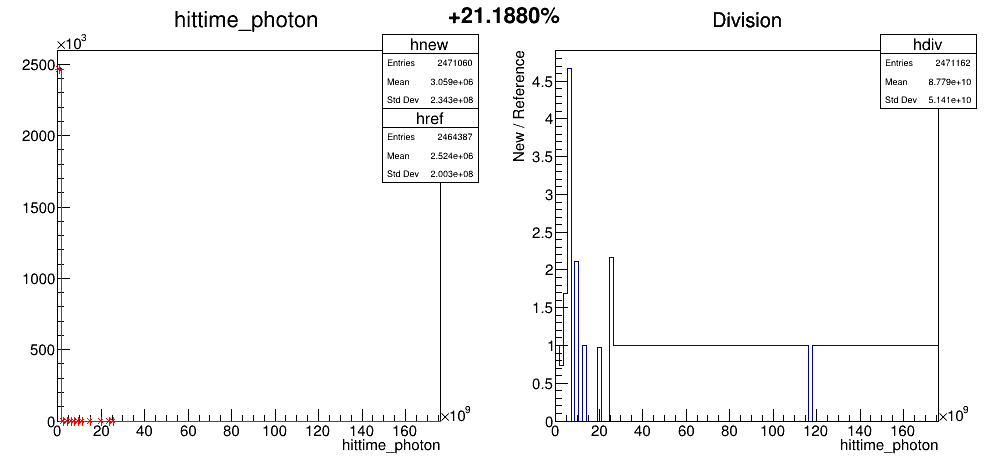 +21.1880%
hittime_photon
×10³
hnew
Entries 2471060
Mean 3.059e+06
Std Dev 2.343e+08
href
Entries 2464387
Mean 2.524e+06
Std Dev 2.003e+08
2500
2000
1500
1000
500
0
0 20 40 60 80 100 120 140 160
×10⁹
hittime_photon
Division
hdiv
Entries 2471162
Mean 8.779e+10
Std Dev 5.141e+10
New / Reference
4.5
4
3.5
3
2.5
2
1.5
1
0.5
0
0 20 40 60 80 100 120 140 160
×10⁹
hittime_photon